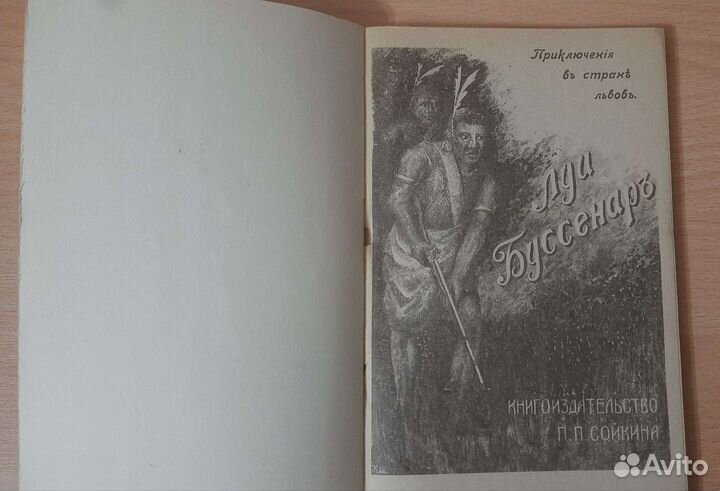 Приключенія
въ странѣ
львовъ.
Луи
Буссенаръ
КНИГОИЗДАТЕЛЬСТВО
П.П.СОЙКИНА
Avito